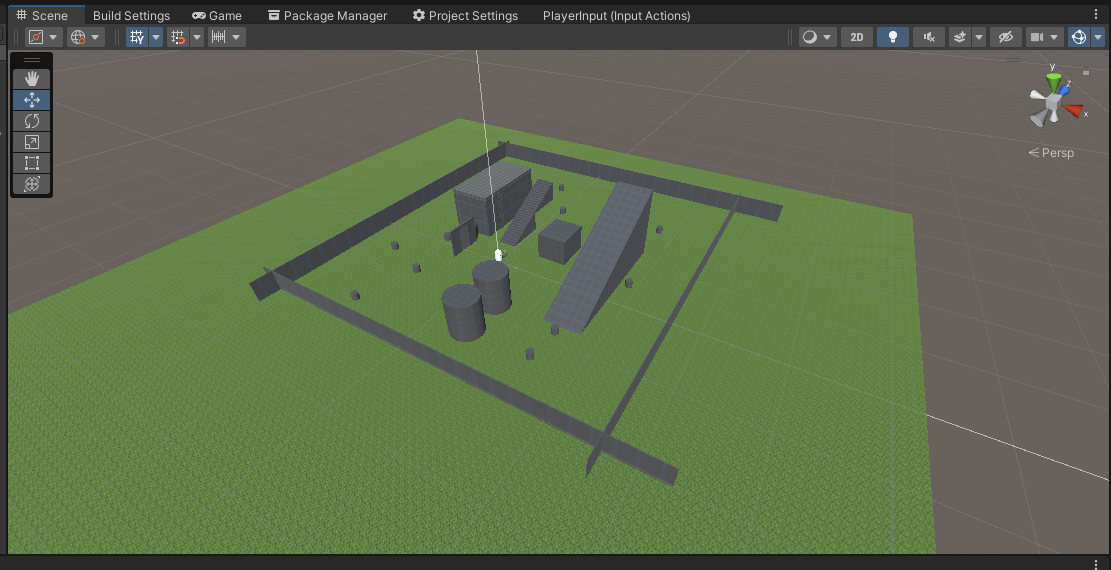 Scene Build Settings Game Package Manager Project Settings PlayerInput (Input Actions)
2D
y
z
x
Persp